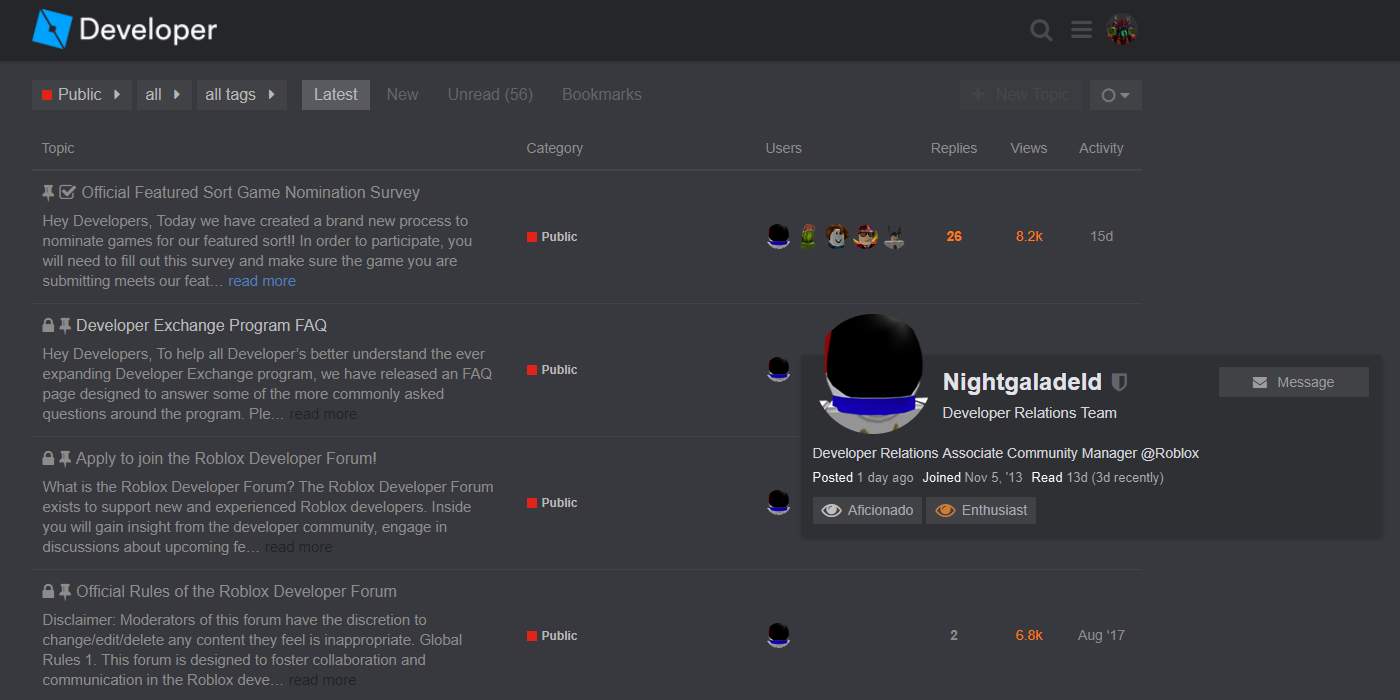 Developer
Public all all tags Latest New Unread (56) Bookmarks + New Topic
Topic Category Users Replies Views Activity
Official Featured Sort Game Nomination Survey
Hey Developers, Today we have created a brand new process to
nominate games for our featured sort!! In order to participate, you
will need to fill out this survey and make sure the game you are
submitting meets our feat… read more
Public
26 8.2k 15d
Developer Exchange Program FAQ
Hey Developers, To help all Developer's better understand the ever
expanding Developer Exchange program, we have released an FAQ
page designed to answer some of the more commonly asked
questions around the program. Ple… read more
Public
Nightgaladeld
Message
Developer Relations Team
Developer Relations Associate Community Manager @Roblox
Posted 1 day ago Joined Nov 5, '13 Read 13d (3d recently)
Aficionado Enthusiast
Apply to join the Roblox Developer Forum!
What is the Roblox Developer Forum? The Roblox Developer Forum
exists to support new and experienced Roblox developers. Inside
you will gain insight from the developer community, engage in
discussions about upcoming fe… read more
Public
Official Rules of the Roblox Developer Forum
Disclaimer: Moderators of this forum have the discretion to
change/edit/delete any content they feel is inappropriate. Global
Rules 1. This forum is designed to foster collaboration and
communication in the Roblox deve… read more
Public
2 6.8k Aug '17